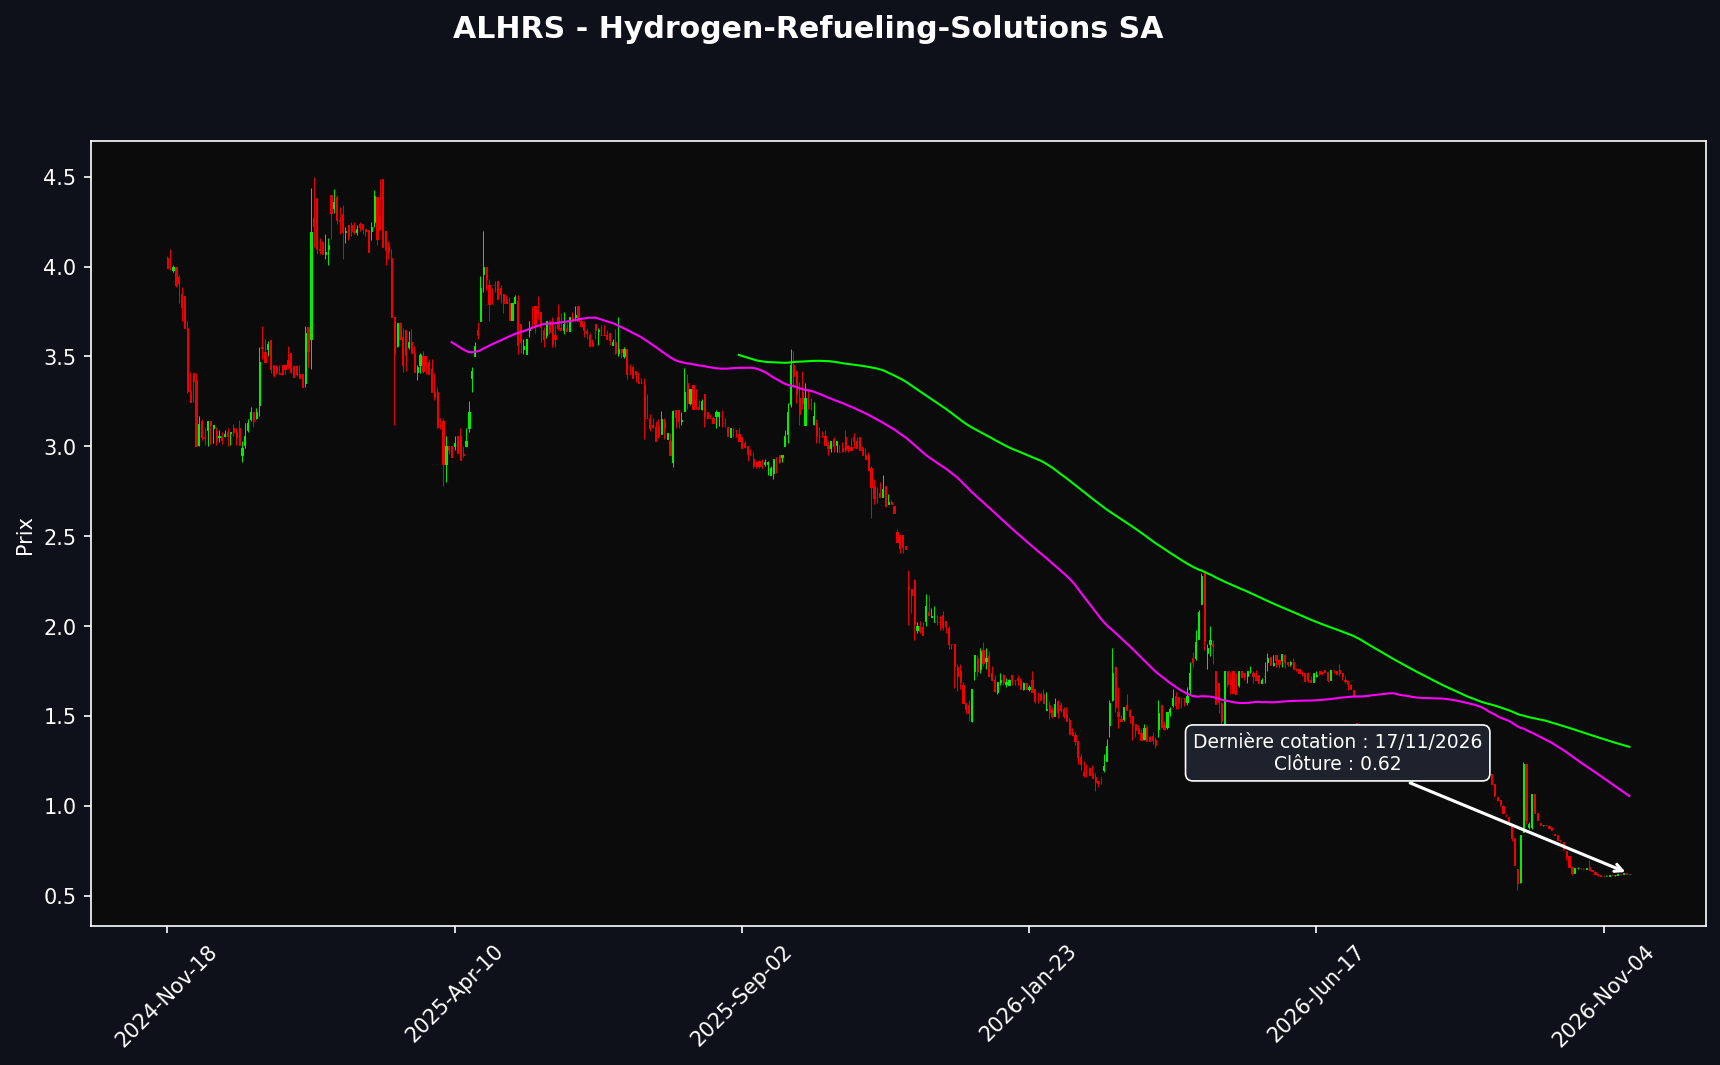 ALHRS - Hydrogen-Refueling-Solutions SA
4.5
4.0
3.5
3.0
2.5
2.0
1.5
1.0
0.5
Prix
Dernière cotation : 17/11/2026
Clôture : 0.62
2024-Nov-18
2025-Apr-10
2025-Sep-02
2026-Jan-23
2026-Jun-17
2026-Nov-04